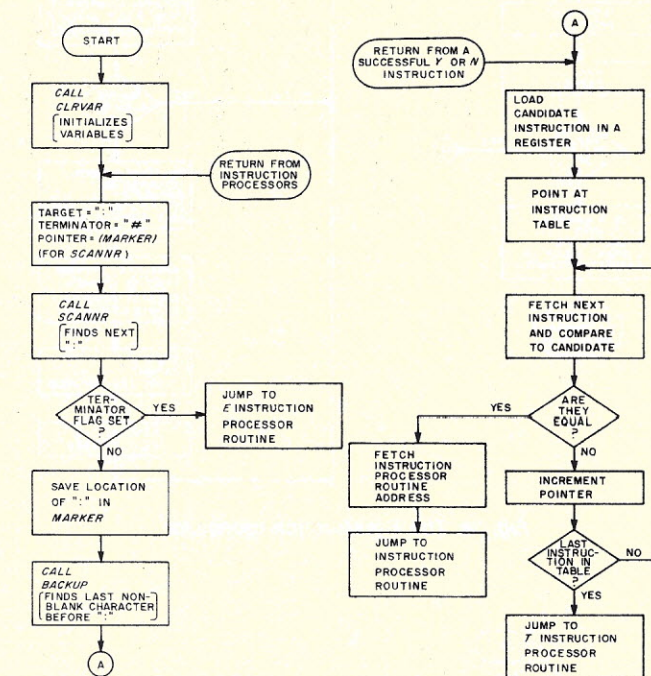 START
CALL
CLRVAR
[INITIALIZES
VARIABLES]
RETURN FROM
INSTRUCTION
PROCESSORS
TARGET = ":"
TERMINATOR = "#"
POINTER = (MARKER)
(FOR SCANNR)
CALL
SCANNR
[FINDS NEXT
":"]
TER-
MINATOR
FLAG SET
?
YES
NO
JUMP TO
E INSTRUCTION
PROCESSOR
ROUTINE
SAVE LOCATION
OF ":" IN
MARKER
CALL
BACKUP
[FINDS LAST NON-
BLANK CHARACTER
BEFORE ":"]
A
A
RETURN FROM A
SUCCESSFUL Y OR N
INSTRUCTION
LOAD
CANDIDATE
INSTRUCTION IN A
REGISTER
POINT AT
INSTRUCTION
TABLE
FETCH NEXT
INSTRUCTION
AND COMPARE
TO CANDIDATE
ARE
THEY
EQUAL
?
YES
NO
FETCH
INSTRUCTION
PROCESSOR
ROUTINE
ADDRESS
JUMP TO
INSTRUCTION
PROCESSOR
ROUTINE
INCREMENT
POINTER
LAST
INSTRUC-
TION IN
TABLE
?
NO
YES
JUMP TO
T INSTRUCTION
PROCESSOR
ROUTINE